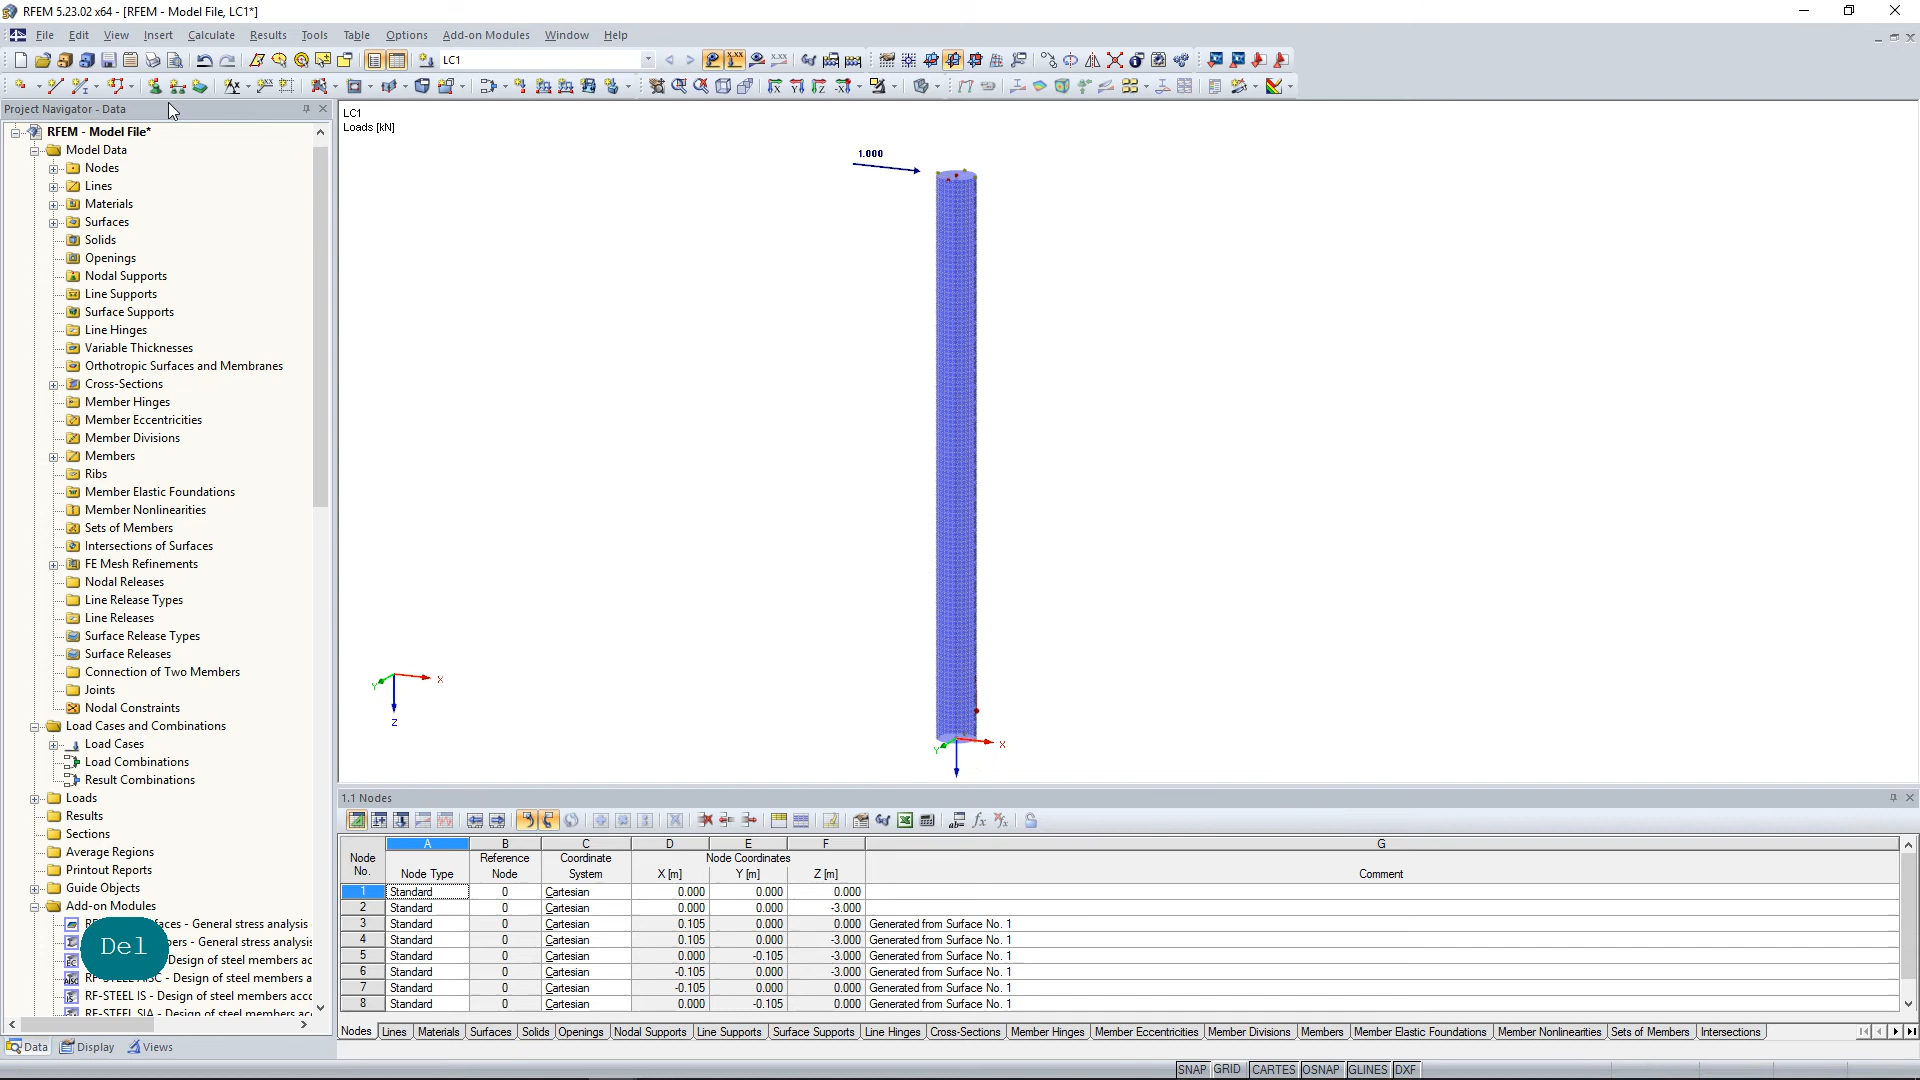 RFEM 5.23.02 x64 - [RFEM - Model File, LC1*]
File Edit View Insert Calculate Results Tools Table Options Add-on Modules Window Help
LC1
Project Navigator - Data
RFEM - Model File*
Model Data
Nodes
Lines
Materials
Surfaces
Solids
Openings
Nodal Supports
Line Supports
Surface Supports
Line Hinges
Variable Thicknesses
Orthotropic Surfaces and Membranes
Cross-Sections
Member Hinges
Member Eccentricities
Member Divisions
Members
Ribs
Member Elastic Foundations
Member Nonlinearities
Sets of Members
Intersections of Surfaces
FE Mesh Refinements
Nodal Releases
Line Release Types
Line Releases
Surface Release Types
Surface Releases
Connection of Two Members
Joints
Nodal Constraints
Load Cases and Combinations
Load Cases
Load Combinations
Result Combinations
Loads
Results
Sections
Average Regions
Printout Reports
Guide Objects
Add-on Modules
faces - General stress analysis
bers - General stress analysis
Design of steel members ac
RF-STEEL AISC - Design of steel members a
RF-STEEL IS - Design of steel members acc
RF-STEEL SIA - Design of steel members ac
Del
Data Display Views
LC1
Loads [kN]
1.000
X
Y
Z
X
Y
1.1 Nodes
A B C D E F G
Node Reference Coordinate Node Coordinates
No. Node Type Node System X [m] Y [m] Z [m] Comment
1 Standard 0 Cartesian 0.000 0.000 0.000
2 Standard 0 Cartesian 0.000 0.000 -3.000
3 Standard 0 Cartesian 0.105 0.000 0.000 Generated from Surface No. 1
4 Standard 0 Cartesian 0.105 0.000 -3.000 Generated from Surface No. 1
5 Standard 0 Cartesian 0.000 -0.105 -3.000 Generated from Surface No. 1
6 Standard 0 Cartesian -0.105 0.000 -3.000 Generated from Surface No. 1
7 Standard 0 Cartesian -0.105 0.000 0.000 Generated from Surface No. 1
8 Standard 0 Cartesian 0.000 -0.105 0.000 Generated from Surface No. 1
Nodes Lines Materials Surfaces Solids Openings Nodal Supports Line Supports Surface Supports Line Hinges Cross-Sections Member Hinges Member Eccentricities Member Divisions Members Member Elastic Foundations Member Nonlinearities Sets of Members Intersections
SNAP GRID CARTES OSNAP GLINES DXF